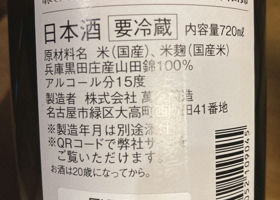 日本酒 要冷蔵 内容量720ml
原材料名 米(国産)、米麹(国産米)
兵庫黒田庄産山田錦100%
アルコール分15度
製造者 株式会社 萬 造
名古屋市緑区大高町 田41番地
※製造年月は別途
※QRコードで弊社サ
ご覧いただけます。
お酒は20歳になってから。
052109045